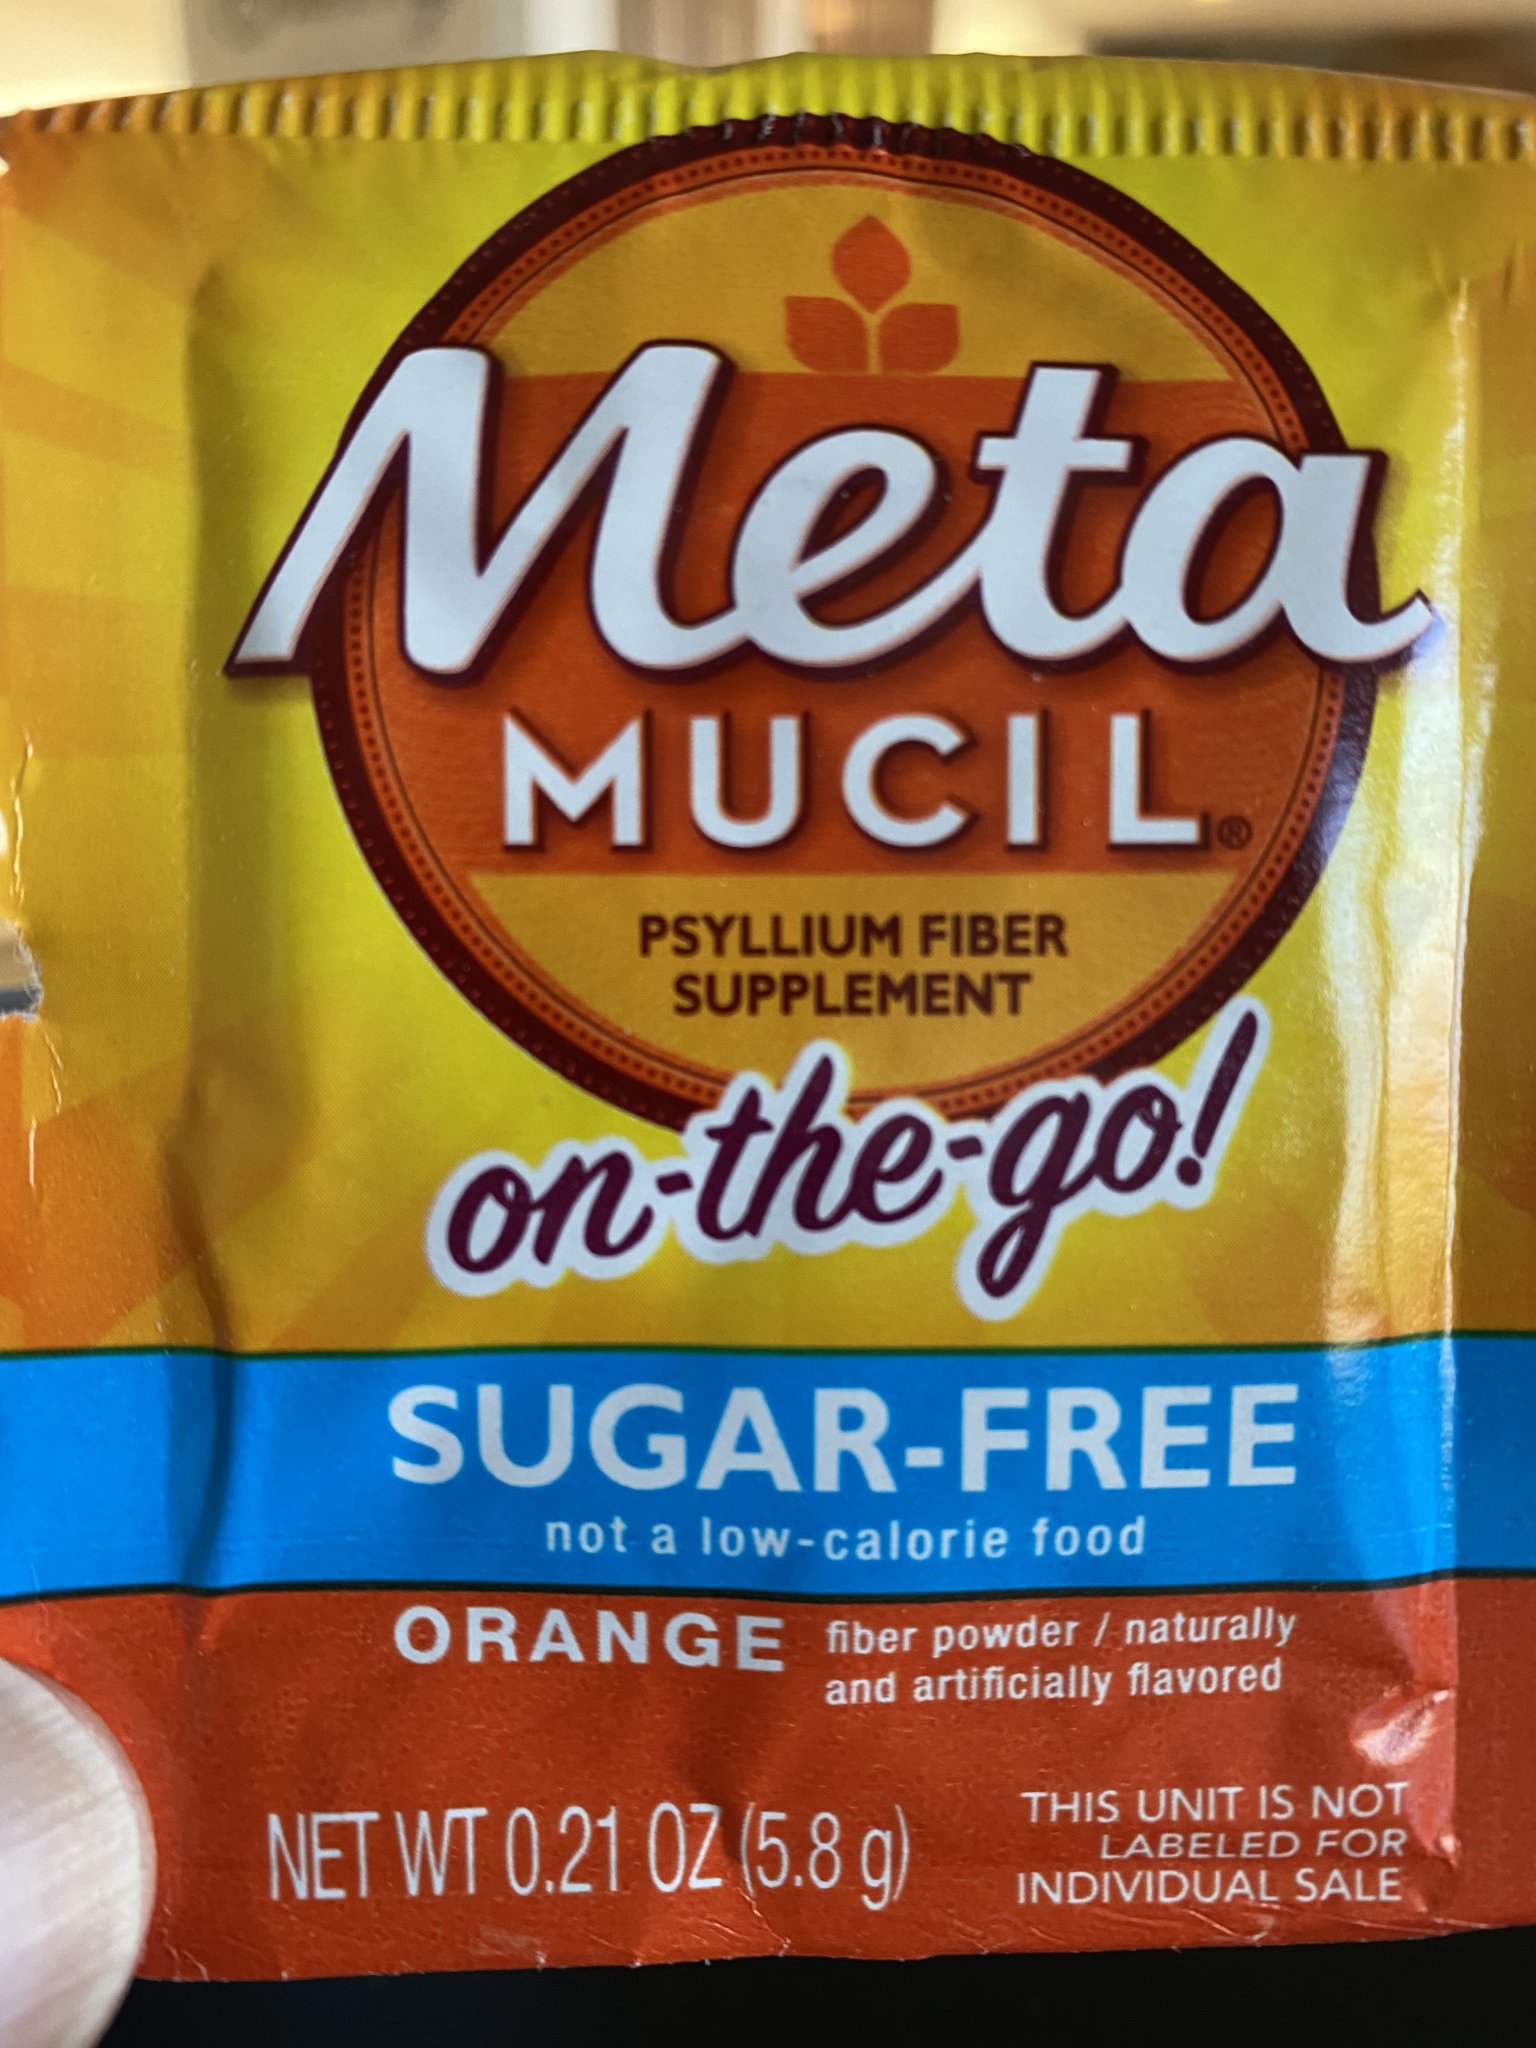 Meta
MUCIL®
PSYLLIUM FIBER
SUPPLEMENT
on-the-go!
SUGAR-FREE
not a low-calorie food
ORANGE fiber powder / naturally
and artificially flavored
NET WT 0.21 OZ (5.8 g)
THIS UNIT IS NOT
LABELED FOR
INDIVIDUAL SALE